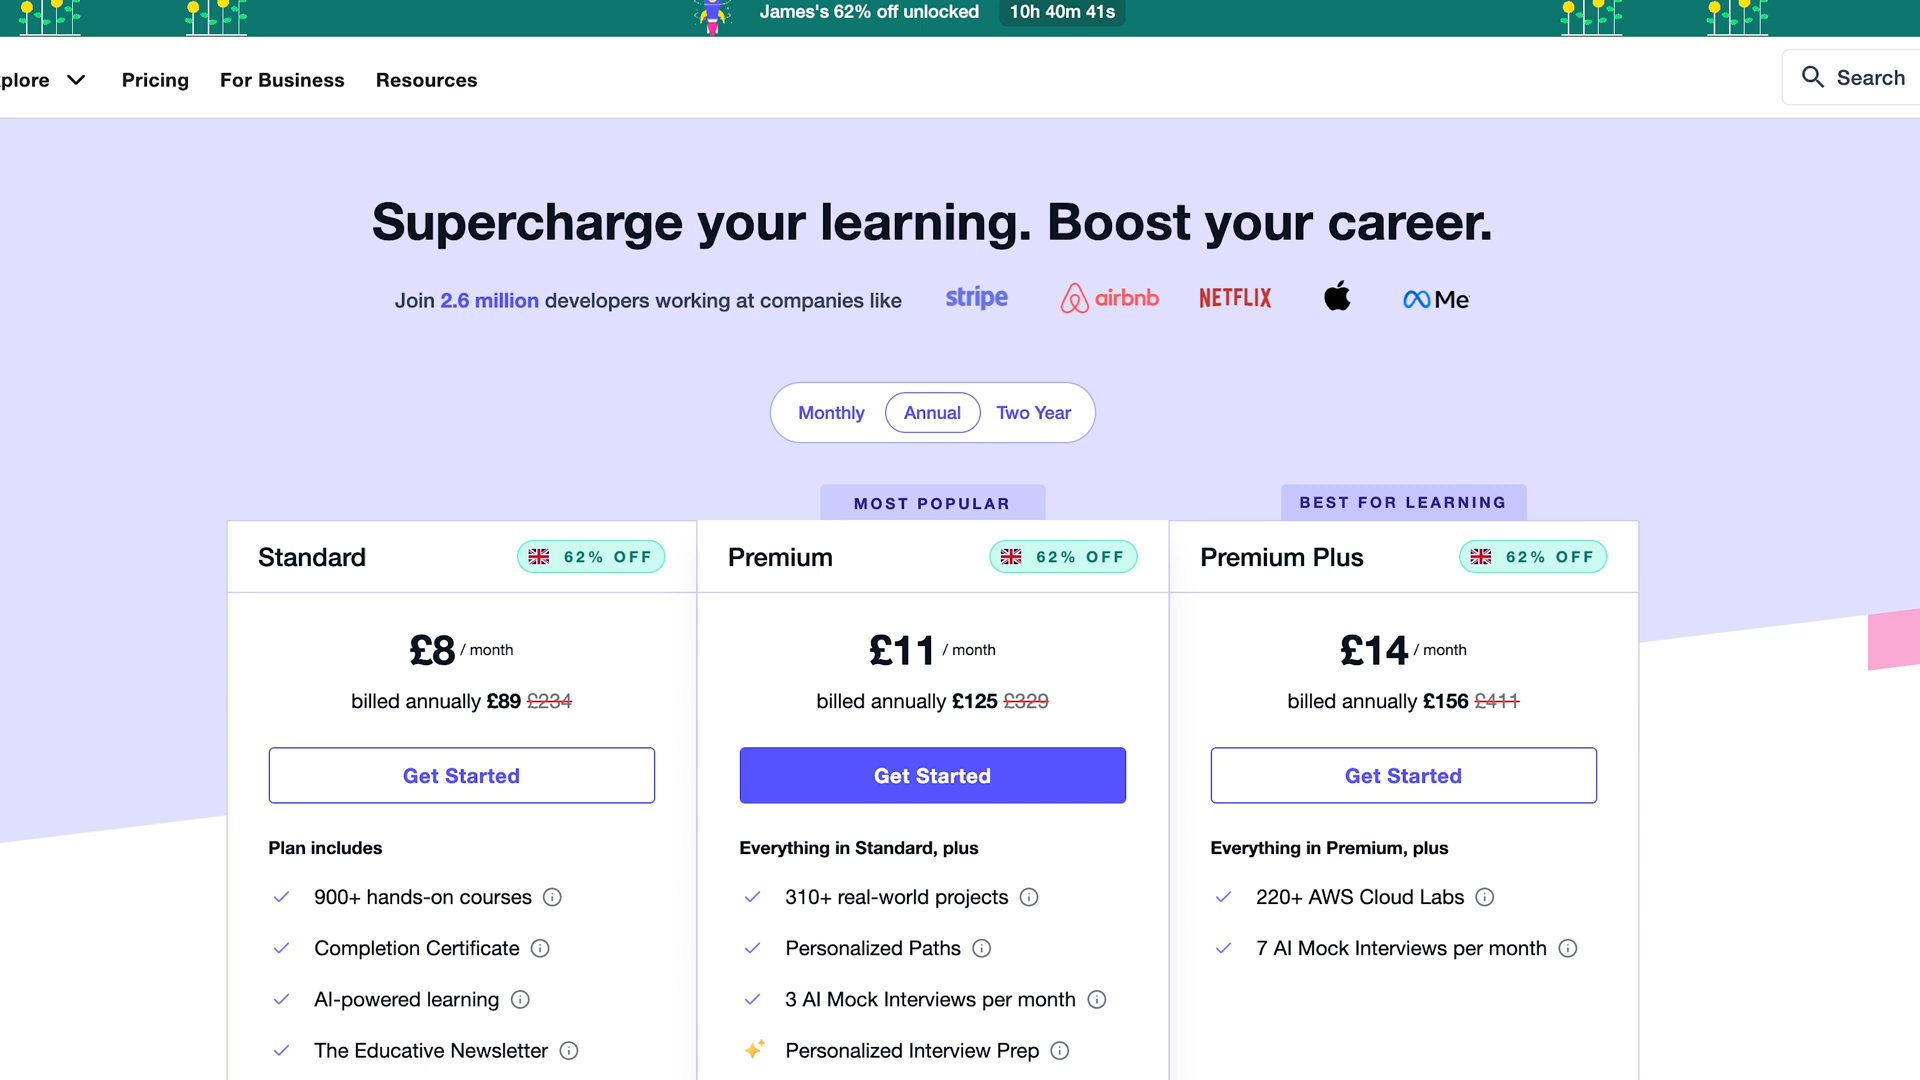 James's 62% off unlocked 10h 40m 41s
plore Pricing For Business Resources Search
Supercharge your learning. Boost your career.
Join 2.6 million developers working at companies like stripe airbnb NETFLIX Me
Monthly Annual Two Year
MOST POPULAR
BEST FOR LEARNING
Standard 62% OFF
£8 / month
billed annually £89 £234
Get Started
Plan includes
900+ hands-on courses
Completion Certificate
AI-powered learning
The Educative Newsletter
Premium 62% OFF
£11 / month
billed annually £125 £329
Get Started
Everything in Standard, plus
310+ real-world projects
Personalized Paths
3 AI Mock Interviews per month
Personalized Interview Prep
Premium Plus 62% OFF
£14 / month
billed annually £156 £411
Get Started
Everything in Premium, plus
220+ AWS Cloud Labs
7 AI Mock Interviews per month